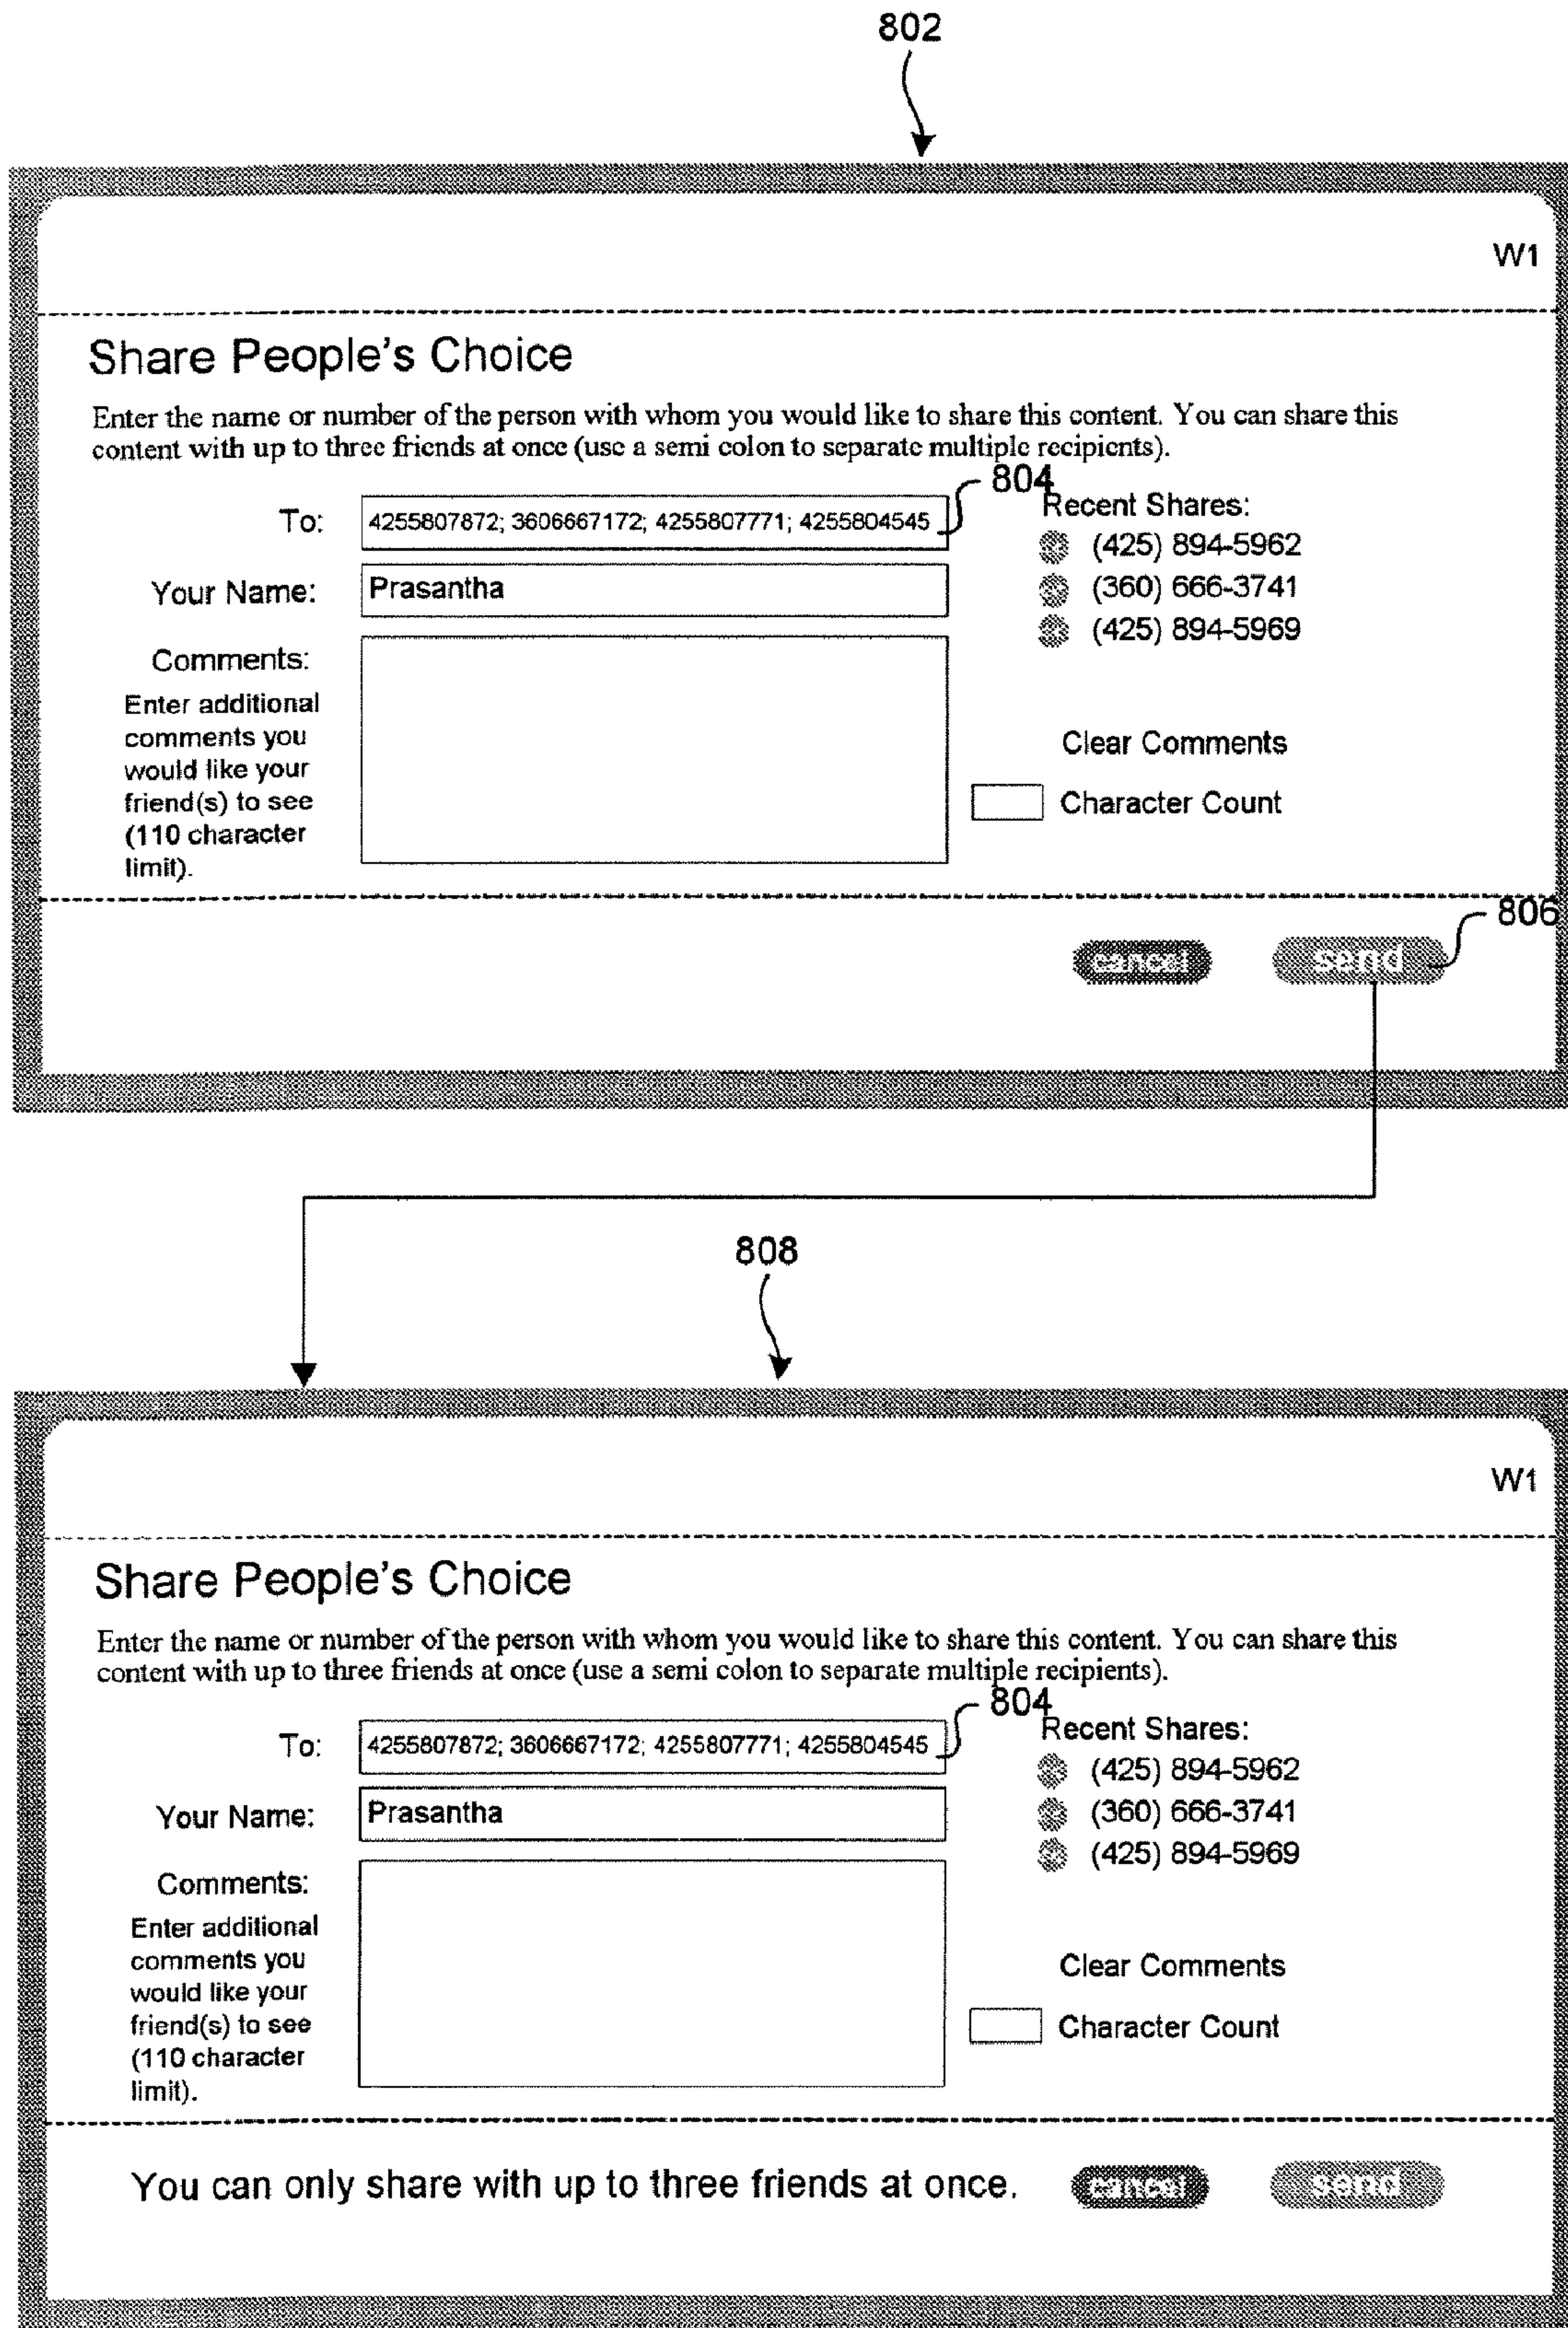 802
W1
Share People's Choice
Enter the name or number of the person with whom you would like to share this content. You can share this
content with up to three friends at once (use a semi colon to separate multiple recipients).
804
To: 4255807872; 3606667172; 4255807771; 4255804545
Recent Shares:
(425) 894-5962
Your Name: Prasantha
(360) 666-3741
(425) 894-5969
Comments:
Enter additional
comments you
would like your
friend(s) to see
(110 character
limit).
Clear Comments
Character Count
806
cancel send
808
W1
Share People's Choice
Enter the name or number of the person with whom you would like to share this content. You can share this
content with up to three friends at once (use a semi colon to separate multiple recipients).
804
To: 4255807872; 3606667172; 4255807771; 4255804545
Recent Shares:
(425) 894-5962
Your Name: Prasantha
(360) 666-3741
(425) 894-5969
Comments:
Enter additional
comments you
would like your
friend(s) to see
(110 character
limit).
Clear Comments
Character Count
You can only share with up to three friends at once. cancel send